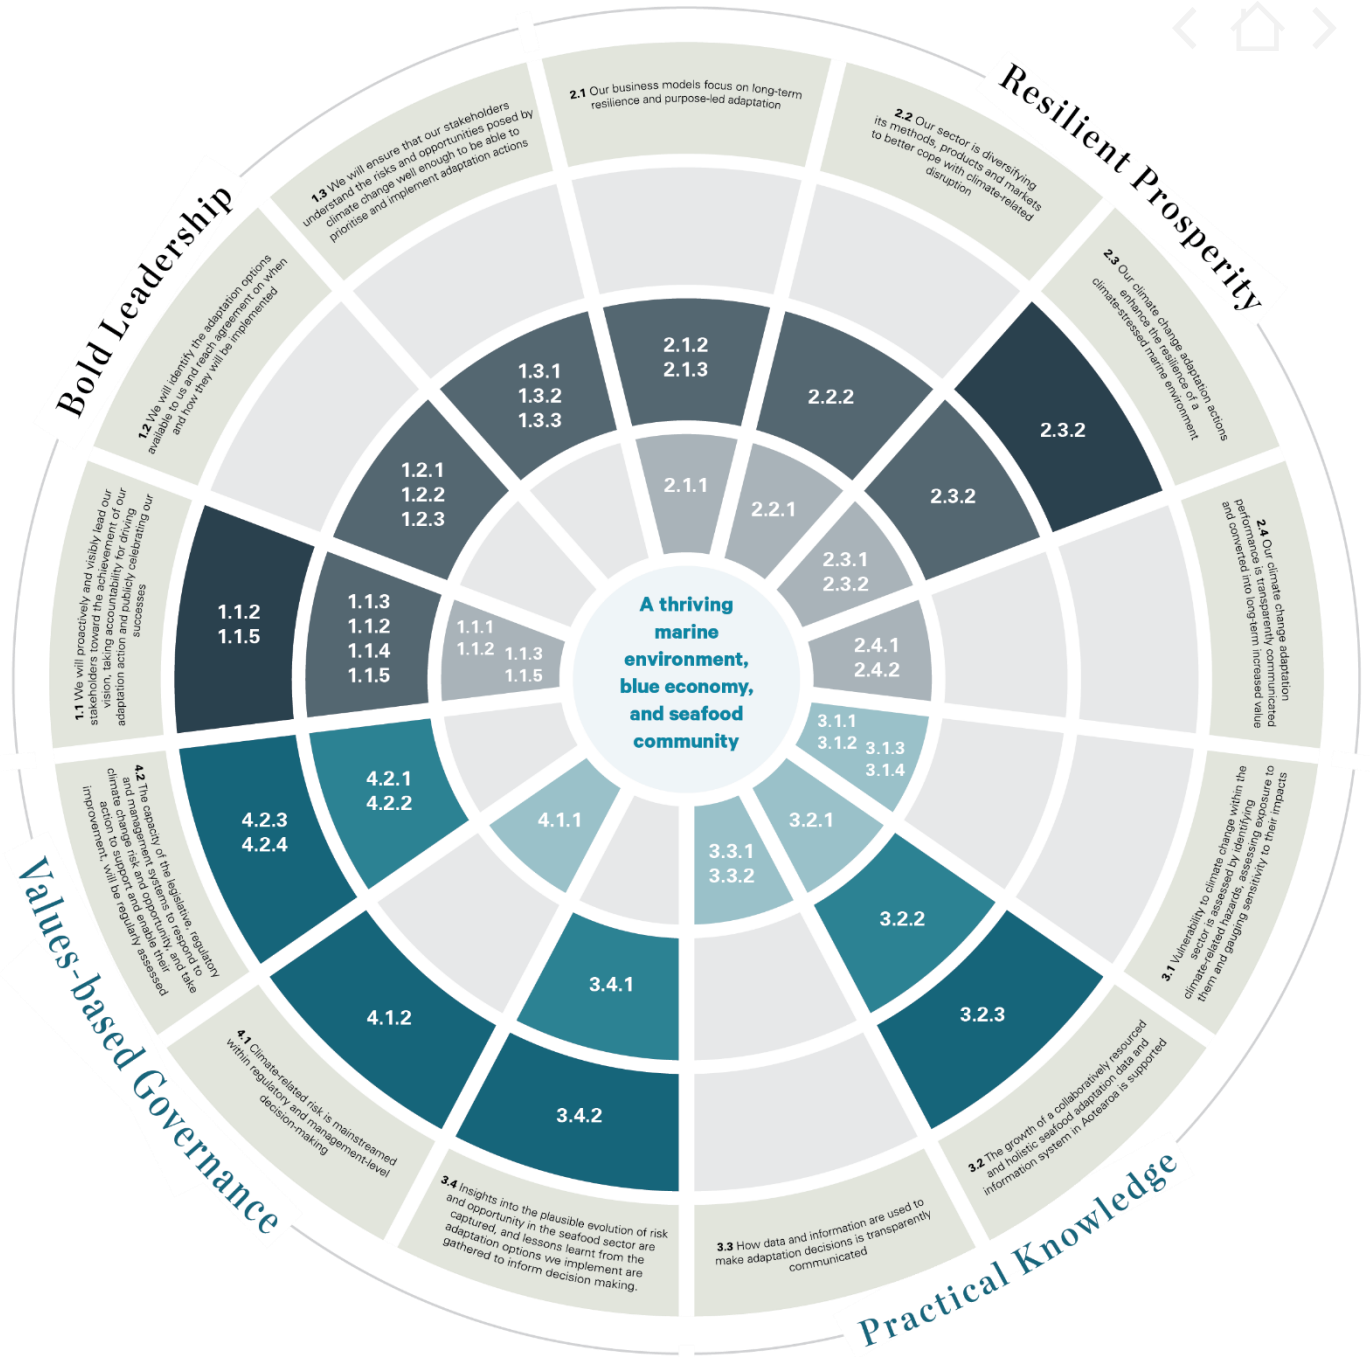 Bold Leadership
Resilient Prosperity
Practical Knowledge
Values-based Governance
1.1 We will proactively and visibly lead our
stakeholders toward the achievement of our
vision, taking accountability for driving
adaptation action and publicly celebrating our
successes
1.2 We will identify the adaptation options
available to us and reach agreement on when
and how they will be implemented
1.3 We will ensure that our stakeholders
understand the risks and opportunities posed by
climate change well enough to be able to
prioritise and implement adaptation actions
2.1 Our business models focus on long-term
resilience and purpose-led adaptation
2.2 Our sector is diversifying
its methods, products and markets
to better cope with climate-related
disruption
2.3 Our climate change adaptation actions
enhance the resilience of a
climate-stressed marine environment
2.4 Our climate change adaptation
performance is transparently communicated
and converted into long-term increased value
3.1 Vulnerability to climate change within the
sector is assessed by identifying
climate-related hazards, assessing exposure to
them and gauging sensitivity to their impacts
3.2 The growth of a collaboratively resourced
and holistic seafood adaptation data and
information system in Aotearoa is supported
3.3 How data and information are used to
make adaptation decisions is transparently
communicated
3.4 Insights into the plausible evolution of risk
and opportunity in the seafood sector are
captured, and lessons learnt from the
adaptation options we implement are
gathered to inform decision making.
4.1 Climate-related risk is mainstreamed
within regulatory and management-level
decision-making
4.2 The capacity of the legislative, regulatory
and management systems to respond to
climate change risk and opportunity, and take
action to support and enable their
improvement, will be regularly assessed
1.1.2
1.1.5
1.1.3
1.1.2
1.1.4
1.1.5
1.1.1
1.1.2
1.1.3
1.1.5
1.2.1
1.2.2
1.2.3
1.3.1
1.3.2
1.3.3
2.1.2
2.1.3
2.1.1
2.2.2
2.2.1
2.3.2
2.3.2
2.3.1
2.3.2
2.4.1
2.4.2
3.1.1
3.1.2
3.1.3
3.1.4
3.2.1
3.2.2
3.2.3
3.3.1
3.3.2
3.4.1
3.4.2
4.1.1
4.1.2
4.2.1
4.2.2
4.2.3
4.2.4
A thriving
marine
environment,
blue economy,
and seafood
community